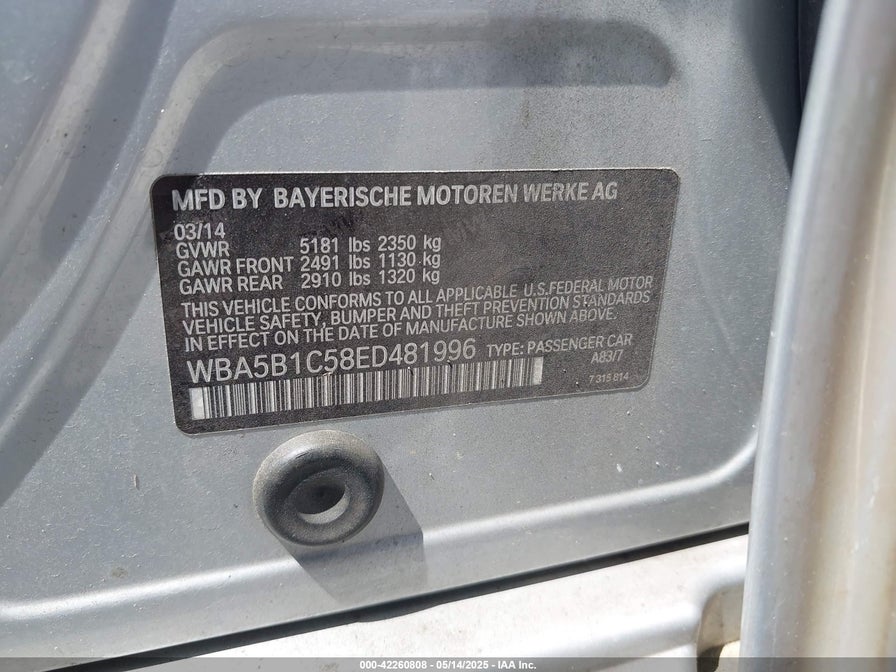 MFD BY BAYERISCHE MOTOREN WERKE AG
03/14
GVWR 5181 lbs 2350 kg
GAWR FRONT 2491 lbs 1130 kg
GAWR REAR 2910 lbs 1320 kg
THIS VEHICLE CONFORMS TO ALL APPLICABLE U.S.FEDERAL MOTOR
VEHICLE SAFETY, BUMPER AND THEFT PREVENTION STANDARDS
IN EFFECT ON THE DATE OF MANUFACTURE SHOWN ABOVE.
WBA5B1C58ED481996 TYPE: PASSENGER CAR
A83/7
7 315 814
000-42260808 - 05/14/2025 - IAA Inc.